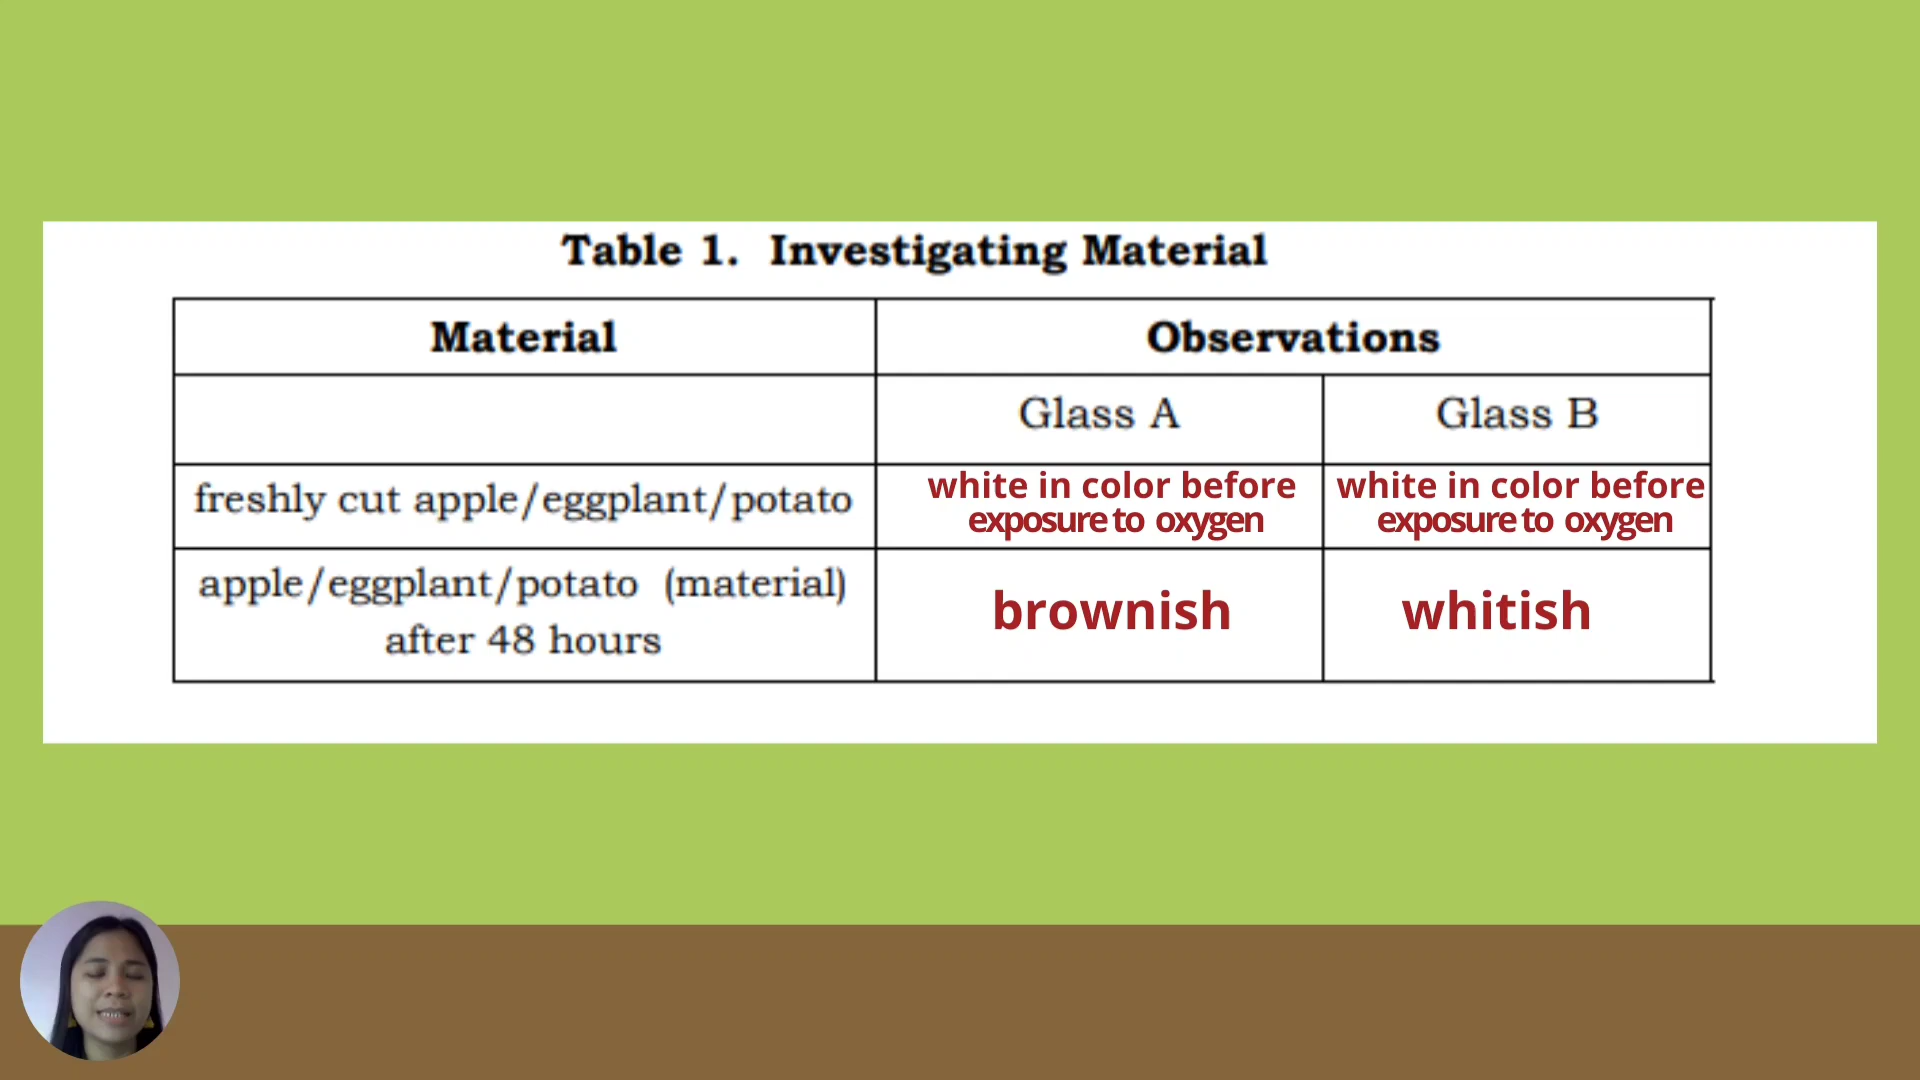 Table 1. Investigating Material
Material
Observations
Glass A
Glass B
freshly cut apple/eggplant/potato
white in color before
exposure to oxygen
white in color before
exposure to oxygen
apple/eggplant/potato (material)
after 48 hours
brownish
whitish